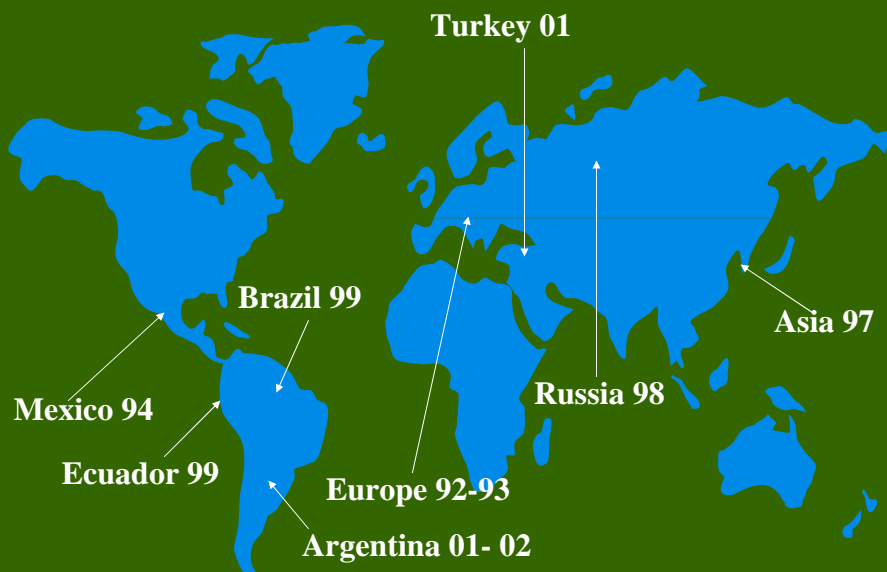 Turkey 01
Brazil 99
Asia 97
Mexico 94
Russia 98
Ecuador 99
Europe 92-93
Argentina 01- 02